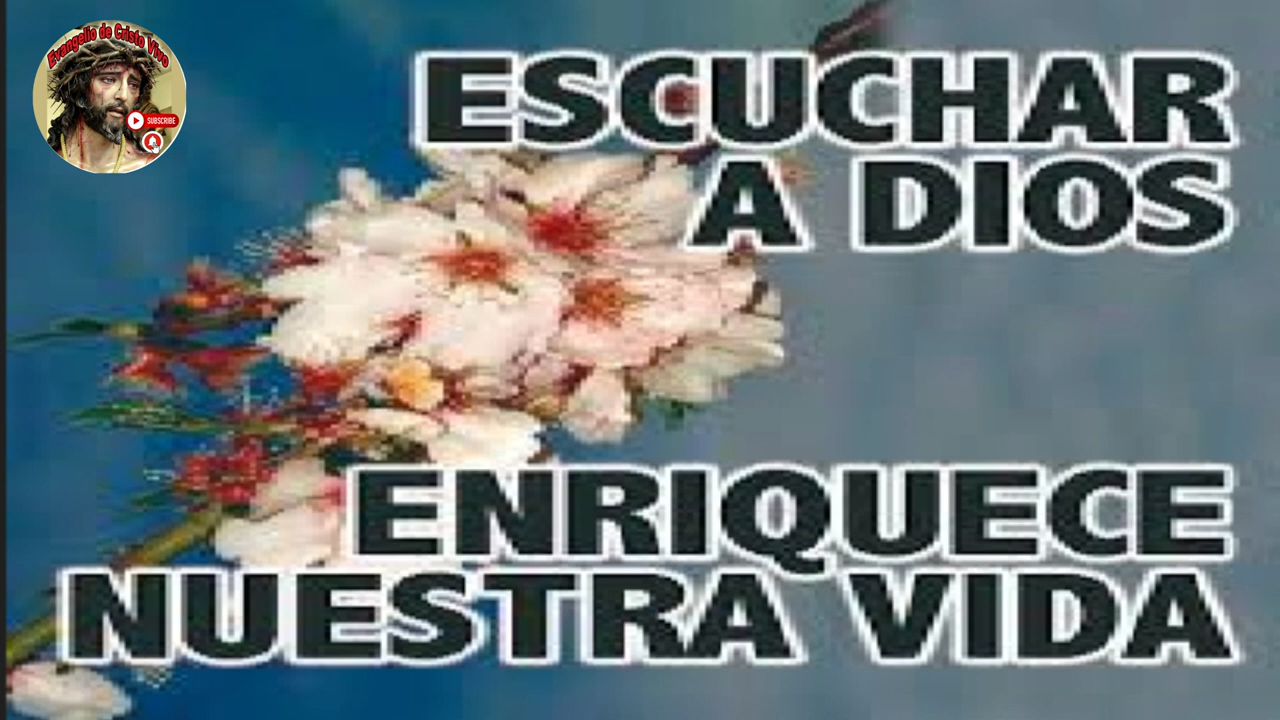 Evangelio de Cristo Vivo
SUBSCRIBE
ESCUCHAR
A DIOS
ENRIQUECE
NUESTRA VIDA